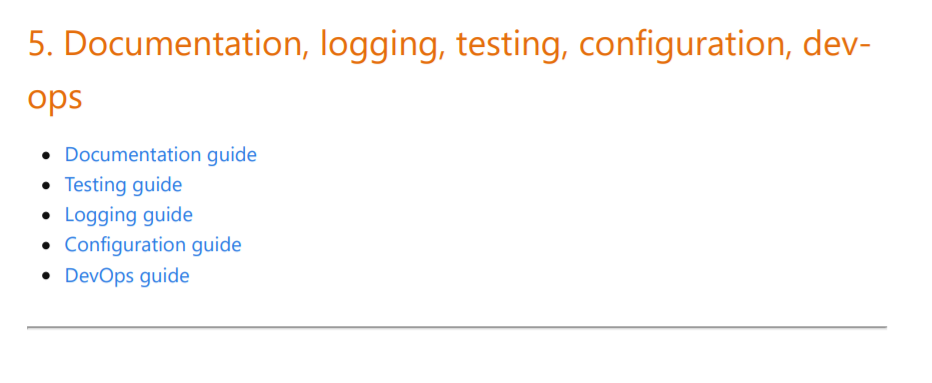 5. Documentation, logging, testing, configuration, dev-
ops
• Documentation guide
• Testing guide
• Logging guide
• Configuration guide
• DevOps guide